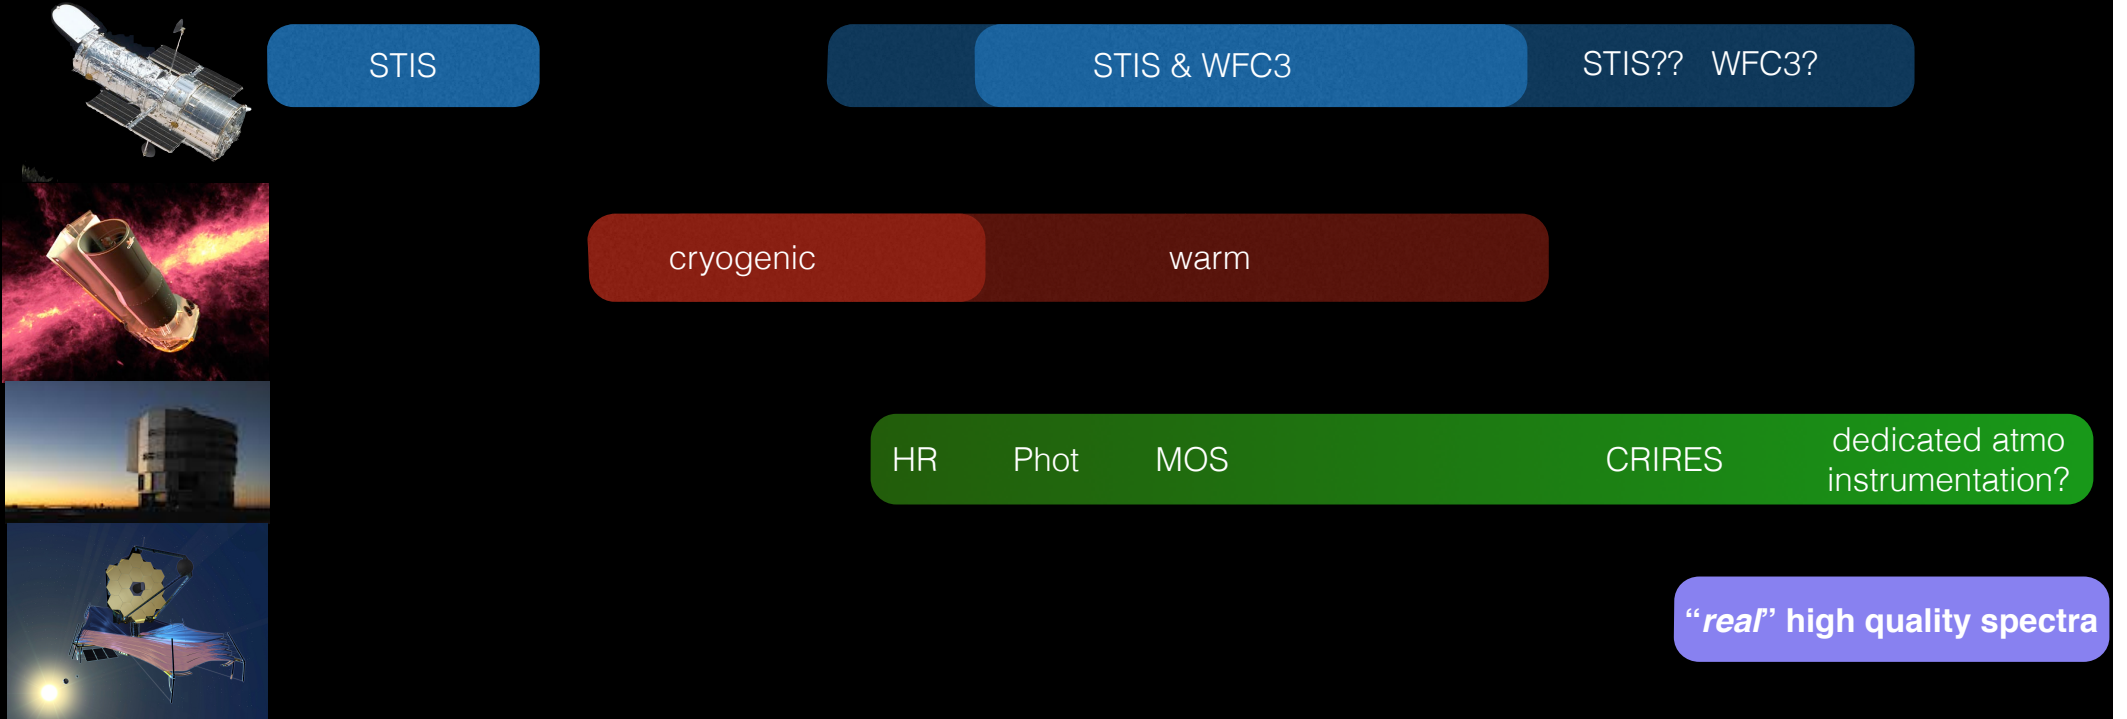 STIS
STIS & WFC3
STIS?? WFC3?
cryogenic
warm
HR
Phot
MOS
CRIRES
dedicated atmo
instrumentation?
“real” high quality spectra